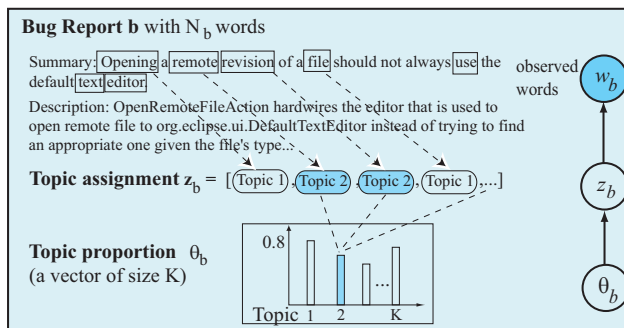 Bug Report b with N_b words
Summary: Opening a remote revision of a file should not always use the
default text editor.
Description: OpenRemoteFileAction hardwires the editor that is used to
open remote file to org.eclipse.ui.DefaultTextEditor instead of trying to find
an appropriate one given the file's type...
Topic assignment z_b = [Topic 1 ,Topic 2 ,Topic 2 ,Topic 1 ,...]
Topic proportion θ_b
(a vector of size K)
0.8
...
Topic
1 2 K
observed
words
w_b
z_b
θ_b